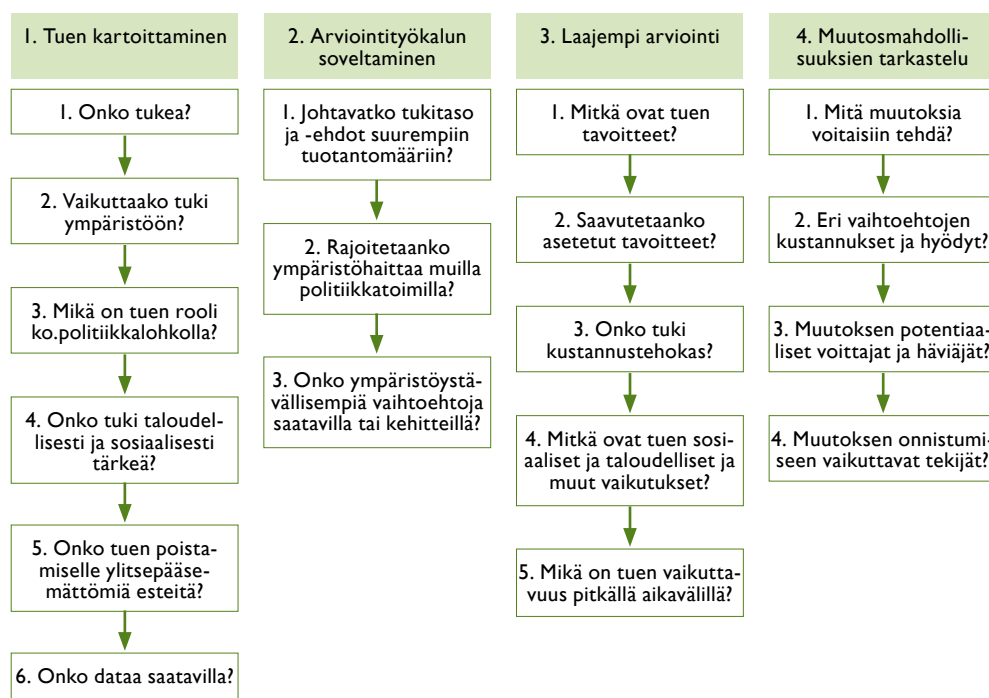 1. Tuen kartoittaminen
1. Onko tukea?
2. Vaikuttaako tuki
ympäristöön?
3. Mikä on tuen rooli
ko.politiikkalohkolla?
4. Onko tuki taloudel-
lisesti ja sosiaalisesti
tärkeä?
5. Onko tuen poista-
miselle ylitsepääse-
mättömiä esteitä?
6. Onko dataa saatavilla?
2. Arviointityökalun
soveltaminen
1. Johtavatko tukitaso
ja -ehdot suurempiin
tuotantomääriin?
2. Rajoitetaanko
ympäristöhaittaa muilla
politiikkatoimilla?
3. Onko ympäristöystä-
vällisempiä vaihtoehtoja
saatavilla tai kehitteillä?
3. Laajempi arviointi
1. Mitkä ovat tuen
tavoitteet?
2. Saavutetaanko
asetetut tavoitteet?
3. Onko tuki
kustannustehokas?
4. Mitkä ovat tuen sosi-
aaliset ja taloudelliset ja
muut vaikutukset?
5. Mikä on tuen vaikutta-
vuus pitkällä aikavälillä?
4. Muutosmahdolli-
suuksien tarkastelu
1. Mitä muutoksia
voitaisiin tehdä?
2. Eri vaihtoehtojen
kustannukset ja hyödyt?
3. Muutoksen potentiaa-
liset voittajat ja häviäjät?
4. Muutoksen onnistumi-
seen vaikuttavat tekijät?